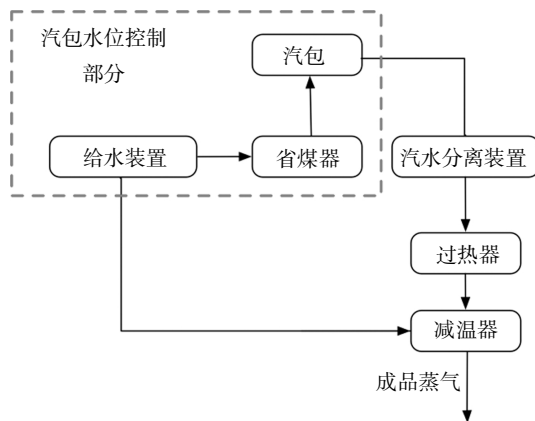 汽包水位控制
部分
汽包
给水装置
省煤器
汽水分离装置
过热器
减温器
成品蒸气